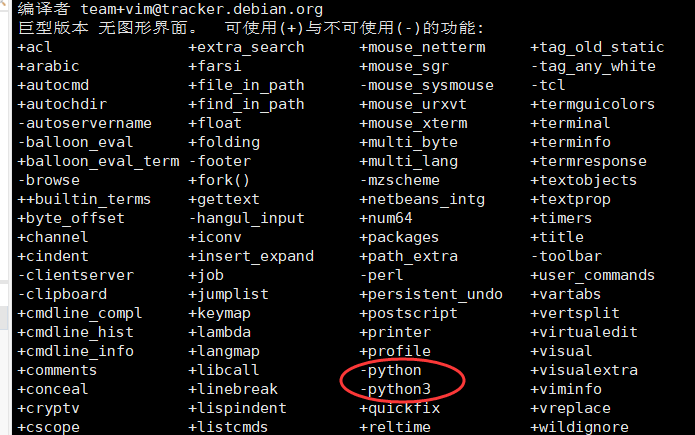 编译者 team+vim@tracker.debian.org
巨型版本 无图形界面。  可使用(+)与不可使用(-)的功能:
+acl               +extra_search      +mouse_netterm     +tag_old_static
+arabic            +farsi             +mouse_sgr         -tag_any_white
+autocmd           +file_in_path      -mouse_sysmouse    -tcl
+autochdir         +find_in_path      +mouse_urxvt       +termguicolors
-autoservername    +float             +mouse_xterm       +terminal
-balloon_eval      +folding           +multi_byte        +terminfo
+balloon_eval_term -footer            +multi_lang        +termresponse
-browse            +fork()            -mzscheme          +textobjects
++builtin_terms    +gettext           +netbeans_intg     +textprop
+byte_offset       -hangul_input      +num64             +timers
+channel           +iconv             +packages          +title
+cindent           +insert_expand     +path_extra        -toolbar
-clientserver      +job               -perl              +user_commands
-clipboard         +jumplist          +persistent_undo   +vartabs
+cmdline_compl     +keymap            +postscript        +vertsplit
+cmdline_hist      +lambda            +printer           +virtualedit
+cmdline_info      +langmap           +profile           +visual
+comments          +libcall           -python            +visualextra
+conceal           +linebreak         -python3           +viminfo
+cryptv            +lispindent        +quickfix          +vreplace
+cscope            +listcmds          +reltime           +wildignore